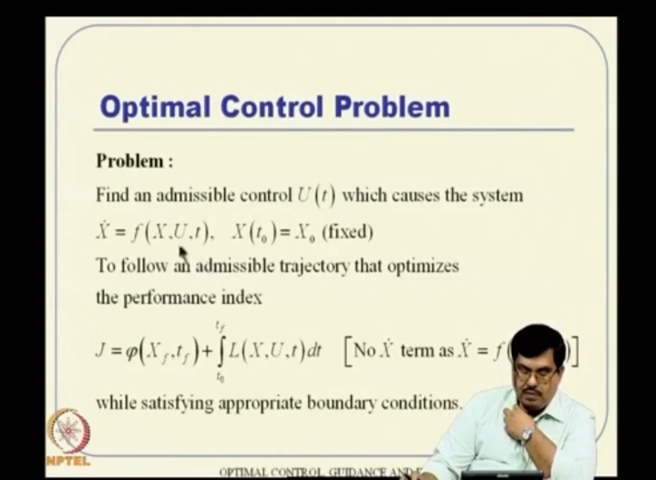 Optimal Control Problem
Problem :
Find an admissible control U(t) which causes the system
Ẋ = f(X,U,t), X(t₀) = X₀ (fixed)
To follow an admissible trajectory that optimizes
the performance index
J = φ(X_f, t_f) + ∫_{t₀}^{t_f} L(X,U,t) dt [No Ẋ term as Ẋ = f( )]
while satisfying appropriate boundary conditions.
NPTEL
OPTIMAL CONTROL, GUIDANCE AND